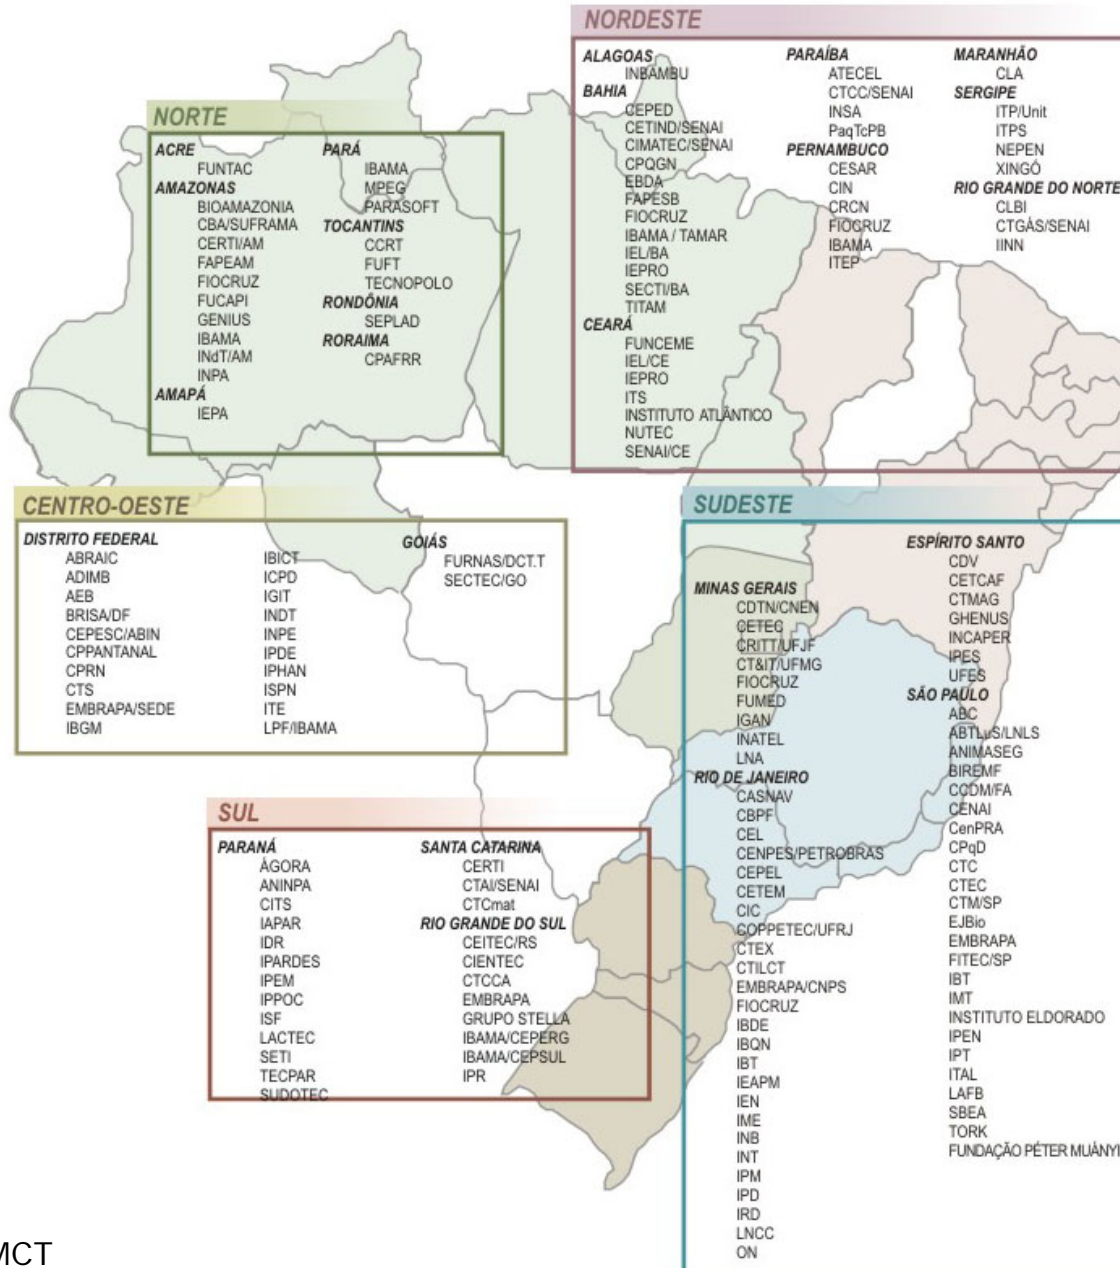 NORDESTE
ALAGOAS
INBAMBU
BAHIA
CEPED
CETIND/SENAI
CIMATEC/SENAI
CPQGN
EBDA
FAPESB
FIOCRUZ
IBAMA / TAMAR
IEL/BA
IEPRO
SECTI/BA
TITAM
CEARÁ
FUNCEME
IEL/CE
IEPRO
ITS
INSTITUTO ATLÂNTICO
NUTEC
SENAI/CE
PARAÍBA
ATECEL
CTCC/SENAI
INSA
PaqTcPB
PERNAMBUCO
CESAR
CIN
CRCN
FIOCRUZ
IBAMA
ITEP
MARANHÃO
CLA
SERGIPE
ITP/Unit
ITPS
NEPEN
XINGÓ
RIO GRANDE DO NORTE
CLBI
CTGÁS/SENAI
IINN
NORTE
ACRE
FUNTAC
AMAZONAS
BIOAMAZONIA
CBA/SUFRAMA
CERTI/AM
FAPEAM
FIOCRUZ
FUCAPI
GENIUS
IBAMA
INdT/AM
INPA
AMAPÁ
IEPA
PARÁ
IBAMA
MPEG
PARASOFT
TOCANTINS
CCRT
FUFT
TECNOPOLO
RONDÔNIA
SEPLAD
RORAIMA
CPAFRR
CENTRO-OESTE
DISTRITO FEDERAL
ABRAIC
ADIMB
AEB
BRISA/DF
CEPESC/ABIN
CPPANTANAL
CPRN
CTS
EMBRAPA/SEDE
IBGM
IBICT
ICPD
IGIT
INDT
INPE
IPDE
IPHAN
ISPN
ITE
LPF/IBAMA
GOIÁS
FURNAS/DCT.T
SECTEC/GO
SUDESTE
MINAS GERAIS
CDTN/CNEN
CETEC
CRITT/UFJF
CT&IT/UFMG
FIOCRUZ
FUMED
IGAN
INATEL
LNA
RIO DE JANEIRO
CASNAV
CBPF
CEL
CENPES/PETROBRAS
CEPEL
CETEM
CIC
COPPETEC/UFRJ
CTEX
CTILCT
EMBRAPA/CNPS
FIOCRUZ
IBDE
IBQN
IBT
IEAPM
IEN
IME
INB
INT
IPM
IPD
IRD
LNCC
ON
ESPÍRITO SANTO
CDV
CETCAF
CTMAG
GHENUS
INCAPER
IPES
UFES
SÃO PAULO
ABC
ABTLuS/LNLS
ANIMASEG
BIREMF
CCDM/FA
CENAI
CenPRA
CPqD
CTC
CTEC
CTM/SP
EJBio
EMBRAPA
FITEC/SP
IBT
IMT
INSTITUTO ELDORADO
IPEN
IPT
ITAL
LAFB
SBEA
TORK
FUNDAÇÃO PÉTER MUÁNYI
SUL
PARANÁ
ÁGORA
ANINPA
CITS
IAPAR
IDR
IPARDES
IPEM
IPPOC
ISF
LACTEC
SETI
TECPAR
SUDOTEC
SANTA CATARINA
CERTI
CTAI/SENAI
CTCmat
RIO GRANDE DO SUL
CEITEC/RS
CIENTEC
CTCCA
EMBRAPA
GRUPO STELLA
IBAMA/CEPERG
IBAMA/CEPSUL
IPR
MCT